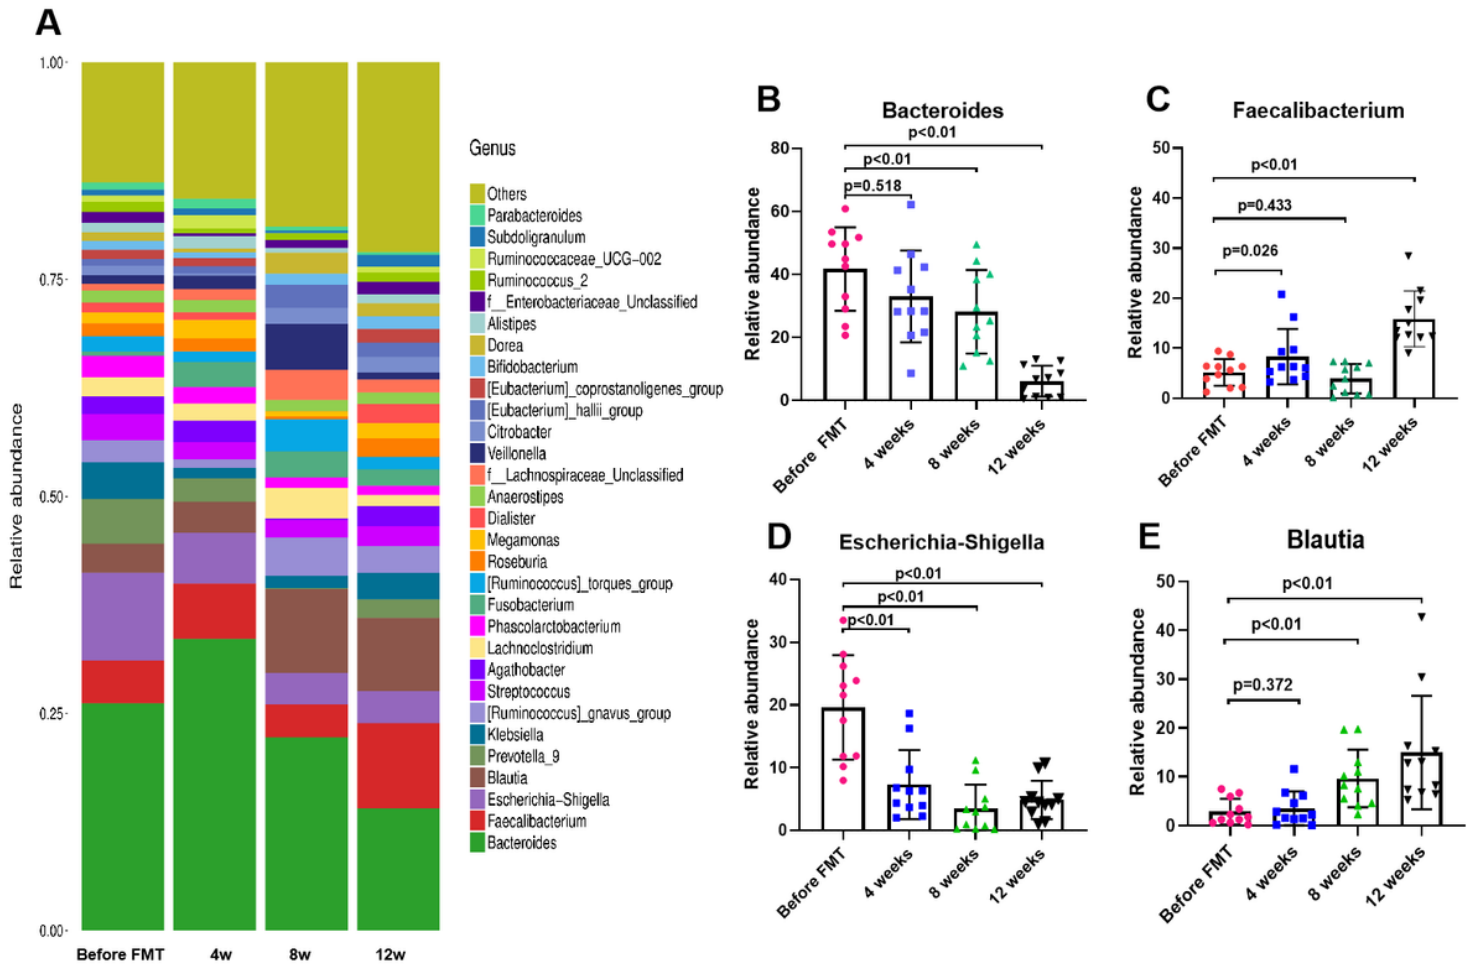 A
Relative abundance
1.00
0.75
0.50
0.25
0.00
Before FMT
4w
8w
12w
Genus
Others
Parabacteroides
Subdoligranulum
Ruminococcaceae_UCG−002
Ruminococcus_2
f__Enterobacteriaceae_Unclassified
Alistipes
Dorea
Bifidobacterium
[Eubacterium]_coprostanoligenes_group
[Eubacterium]_hallii_group
Citrobacter
Veillonella
f__Lachnospiraceae_Unclassified
Anaerostipes
Dialister
Megamonas
Roseburia
[Ruminococcus]_torques_group
Fusobacterium
Phascolarctobacterium
Lachnoclostridium
Agathobacter
Streptococcus
[Ruminococcus]_gnavus_group
Klebsiella
Prevotella_9
Blautia
Escherichia−Shigella
Faecalibacterium
Bacteroides
B
Bacteroides
Relative abundance
80
60
40
20
0
p<0.01
p<0.01
p=0.518
Before FMT
4 weeks
8 weeks
12 weeks
C
Faecalibacterium
Relative abundance
50
40
30
20
10
0
p<0.01
p=0.433
p=0.026
Before FMT
4 weeks
8 weeks
12 weeks
D
Escherichia-Shigella
Relative abundance
40
30
20
10
0
p<0.01
p<0.01
p<0.01
Before FMT
4 weeks
8 weeks
12 weeks
E
Blautia
Relative abundance
50
40
30
20
10
0
p<0.01
p<0.01
p=0.372
Before FMT
4 weeks
8 weeks
12 weeks